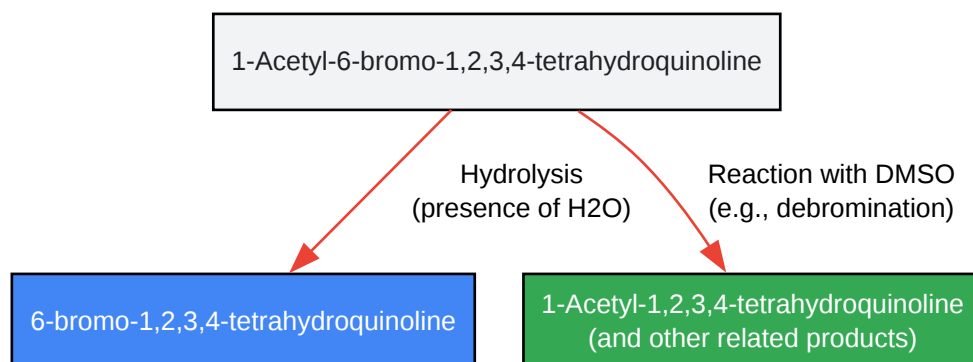 1-Acetyl-6-bromo-1,2,3,4-tetrahydroquinoline
Hydrolysis
(presence of H2O)
Reaction with DMSO
(e.g., debromination)
6-bromo-1,2,3,4-tetrahydroquinoline
1-Acetyl-1,2,3,4-tetrahydroquinoline
(and other related products)